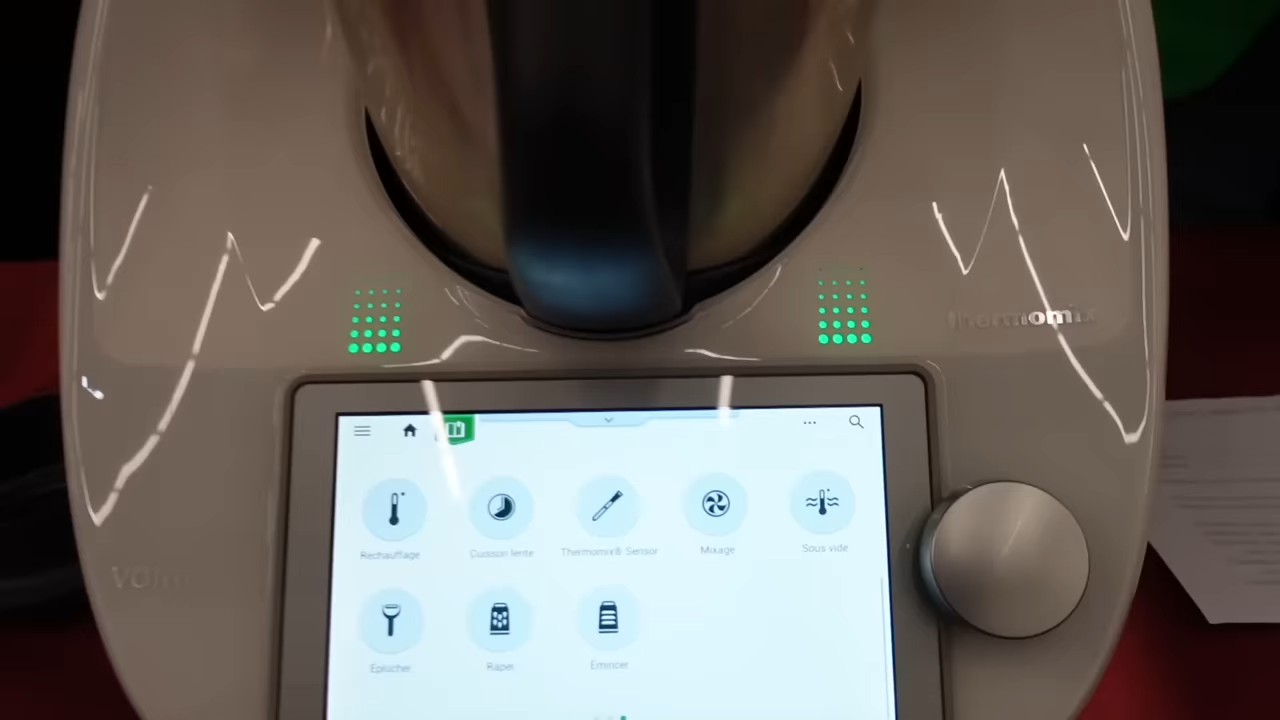 thermomix
Rechauffage
Cuisson lente
Thermomix® Sensor
Mixage
Sous vide
Eplucher
Râper
Emincer